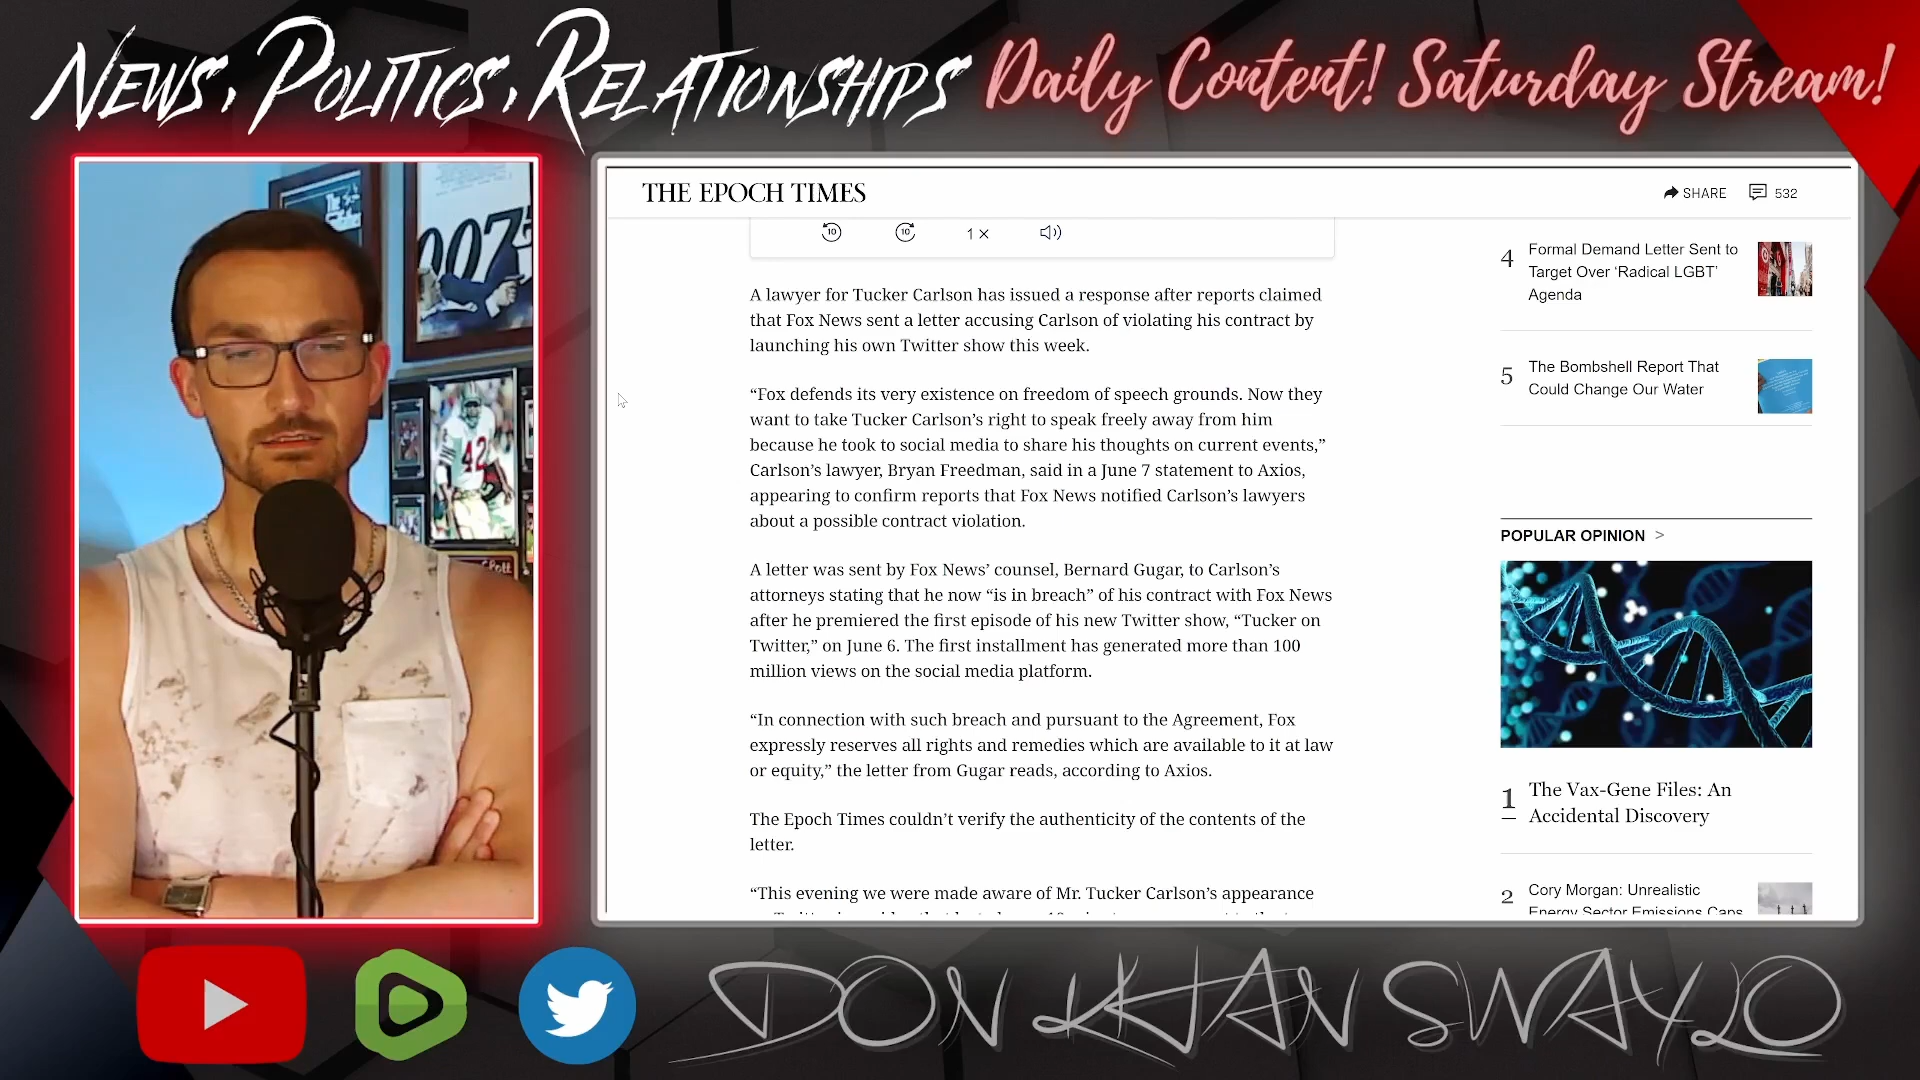 NEWS, POLITICS, RELATIONSHIPS Daily Content! Saturday Stream!
007
42
THE EPOCH TIMES
SHARE
532
10 10 1 x
A lawyer for Tucker Carlson has issued a response after reports claimed
that Fox News sent a letter accusing Carlson of violating his contract by
launching his own Twitter show this week.
“Fox defends its very existence on freedom of speech grounds. Now they
want to take Tucker Carlson’s right to speak freely away from him
because he took to social media to share his thoughts on current events,”
Carlson’s lawyer, Bryan Freedman, said in a June 7 statement to Axios,
appearing to confirm reports that Fox News notified Carlson’s lawyers
about a possible contract violation.
A letter was sent by Fox News’ counsel, Bernard Gugar, to Carlson’s
attorneys stating that he now “is in breach” of his contract with Fox News
after he premiered the first episode of his new Twitter show, “Tucker on
Twitter,” on June 6. The first installment has generated more than 100
million views on the social media platform.
“In connection with such breach and pursuant to the Agreement, Fox
expressly reserves all rights and remedies which are available to it at law
or equity,” the letter from Gugar reads, according to Axios.
The Epoch Times couldn’t verify the authenticity of the contents of the
letter.
“This evening we were made aware of Mr. Tucker Carlson’s appearance
4 Formal Demand Letter Sent to
Target Over ‘Radical LGBT’
Agenda
5 The Bombshell Report That
Could Change Our Water
POPULAR OPINION >
1 The Vax-Gene Files: An
Accidental Discovery
2 Cory Morgan: Unrealistic
Energy Sector Emissions Caps
DON KHAN SWAYLO